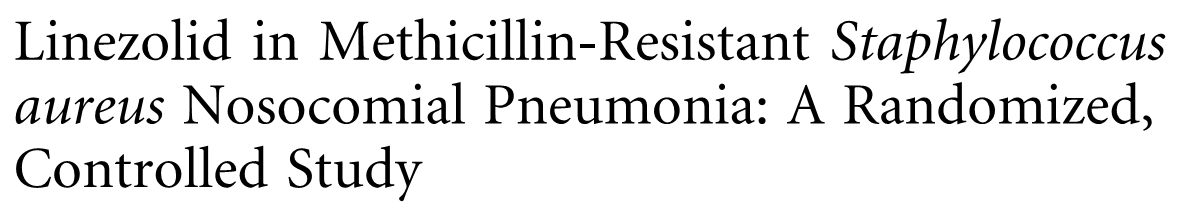 Linezolid in Methicillin-Resistant Staphylococcus
aureus Nosocomial Pneumonia: A Randomized,
Controlled Study